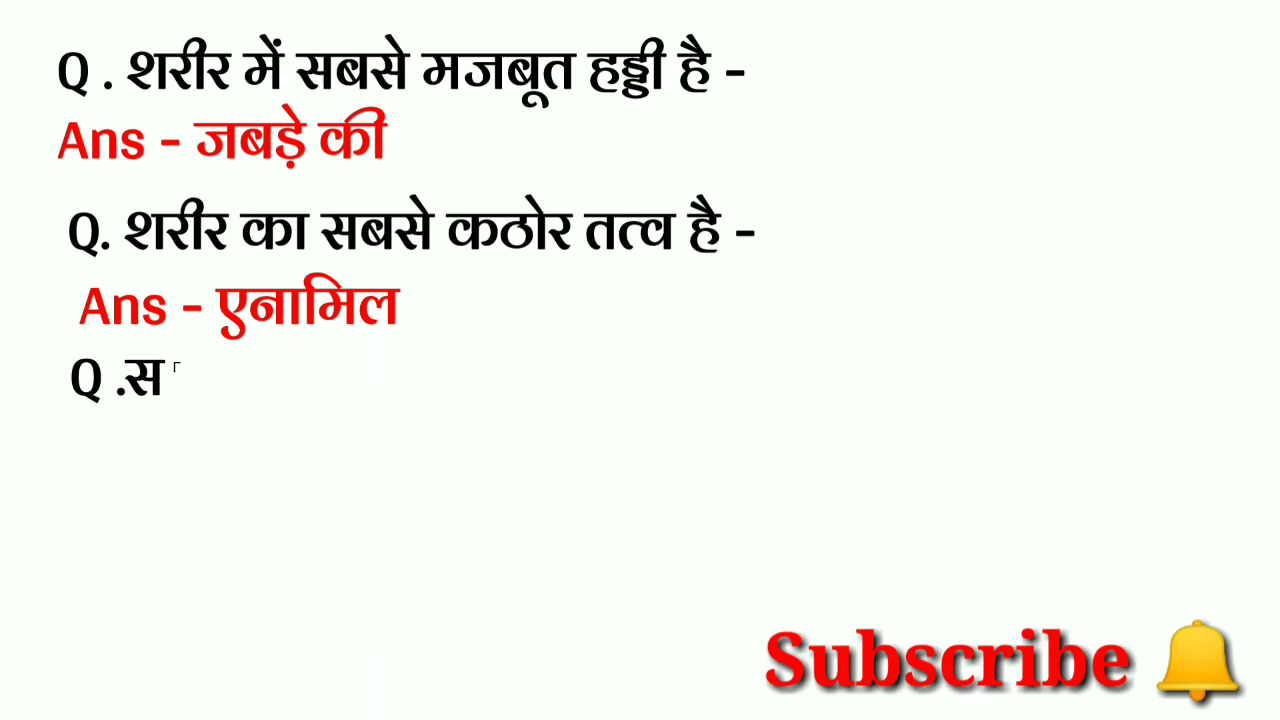 Q . शरीर में सबसे मजबूत हड्डी है -
Ans - जबड़े की
Q. शरीर का सबसे कठोर तत्व है -
Ans - एनामिल
Q .स
Subscribe